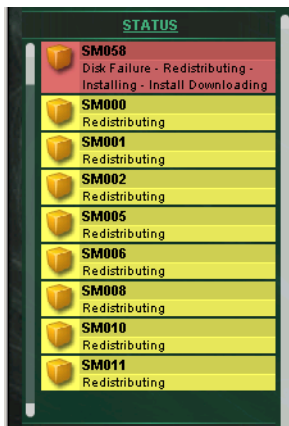 STATUS
SM058
Disk Failure - Redistributing -
Installing - Install Downloading
SM000
Redistributing
SM001
Redistributing
SM002
Redistributing
SM005
Redistributing
SM006
Redistributing
SM008
Redistributing
SM010
Redistributing
SM011
Redistributing